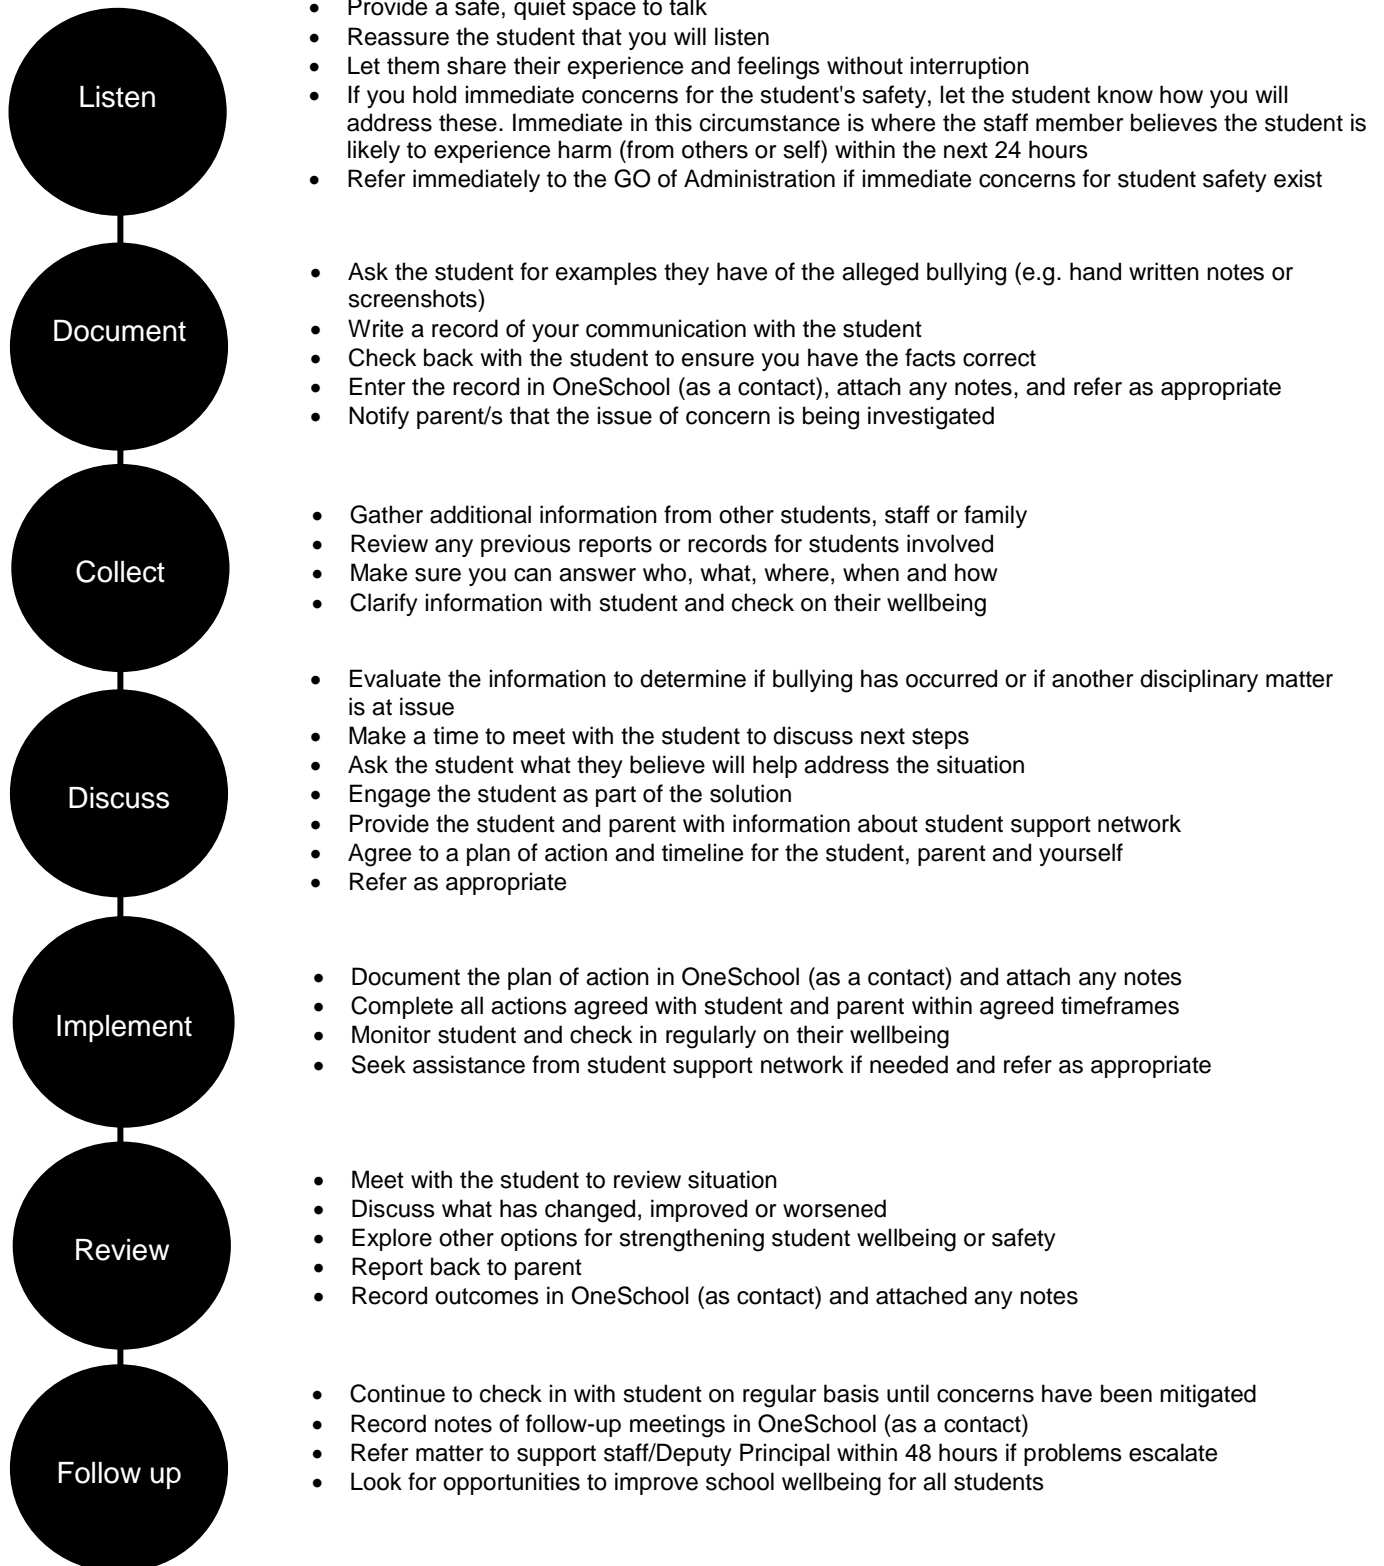 Listen
• Provide a safe, quiet space to talk
• Reassure the student that you will listen
• Let them share their experience and feelings without interruption
• If you hold immediate concerns for the student's safety, let the student know how you will
address these. Immediate in this circumstance is where the staff member believes the student is
likely to experience harm (from others or self) within the next 24 hours
• Refer immediately to the GO of Administration if immediate concerns for student safety exist
Document
• Ask the student for examples they have of the alleged bullying (e.g. hand written notes or
screenshots)
• Write a record of your communication with the student
• Check back with the student to ensure you have the facts correct
• Enter the record in OneSchool (as a contact), attach any notes, and refer as appropriate
• Notify parent/s that the issue of concern is being investigated
Collect
• Gather additional information from other students, staff or family
• Review any previous reports or records for students involved
• Make sure you can answer who, what, where, when and how
• Clarify information with student and check on their wellbeing
Discuss
• Evaluate the information to determine if bullying has occurred or if another disciplinary matter
is at issue
• Make a time to meet with the student to discuss next steps
• Ask the student what they believe will help address the situation
• Engage the student as part of the solution
• Provide the student and parent with information about student support network
• Agree to a plan of action and timeline for the student, parent and yourself
• Refer as appropriate
Implement
• Document the plan of action in OneSchool (as a contact) and attach any notes
• Complete all actions agreed with student and parent within agreed timeframes
• Monitor student and check in regularly on their wellbeing
• Seek assistance from student support network if needed and refer as appropriate
Review
• Meet with the student to review situation
• Discuss what has changed, improved or worsened
• Explore other options for strengthening student wellbeing or safety
• Report back to parent
• Record outcomes in OneSchool (as contact) and attached any notes
Follow up
• Continue to check in with student on regular basis until concerns have been mitigated
• Record notes of follow-up meetings in OneSchool (as a contact)
• Refer matter to support staff/Deputy Principal within 48 hours if problems escalate
• Look for opportunities to improve school wellbeing for all students